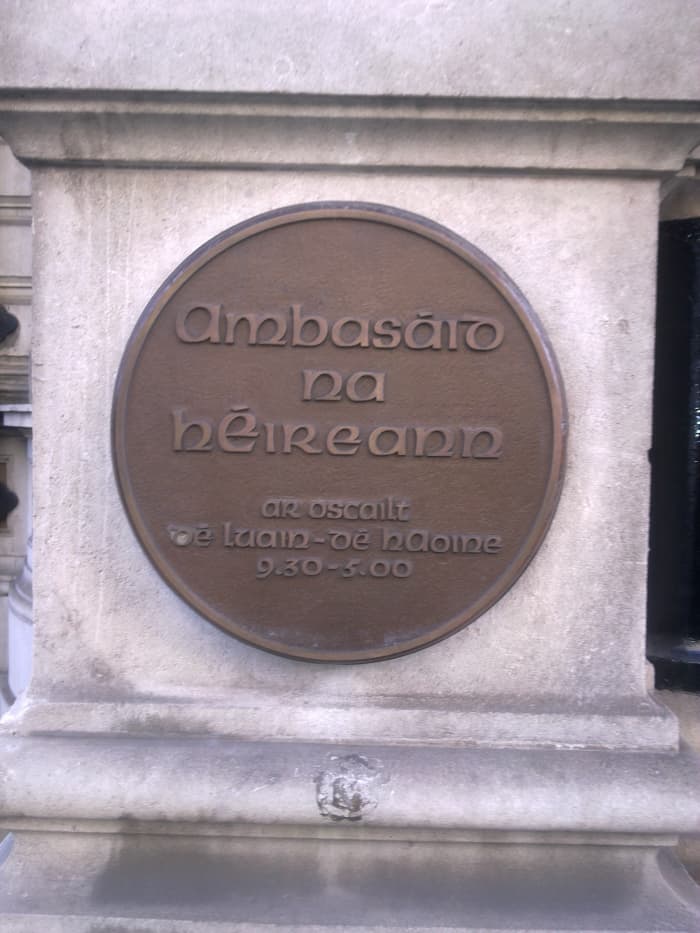 Ambasáid
na
hÉireann
ar oscailt
Dé Luain-Dé hAoine
9.30-5.00